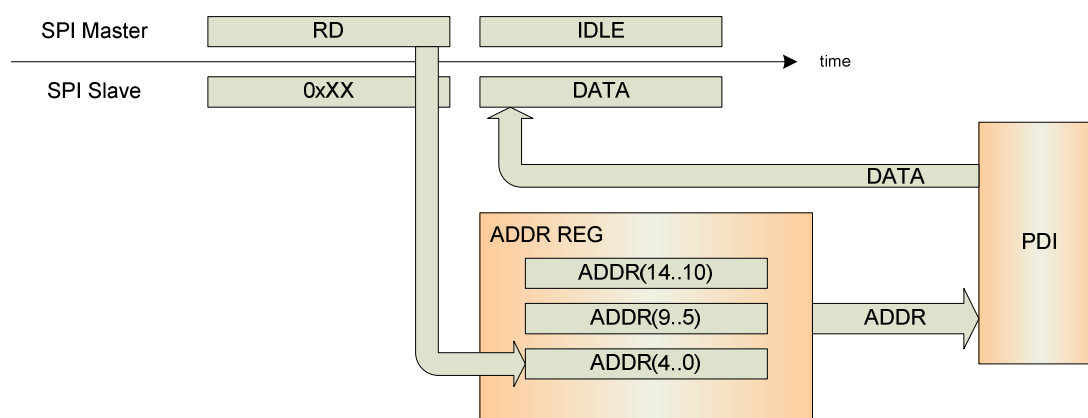 SPI Master
RD
IDLE
time
SPI Slave
0xXX
DATA
DATA
ADDR REG
PDI
ADDR(14..10)
ADDR(9..5)
ADDR
ADDR(4..0)